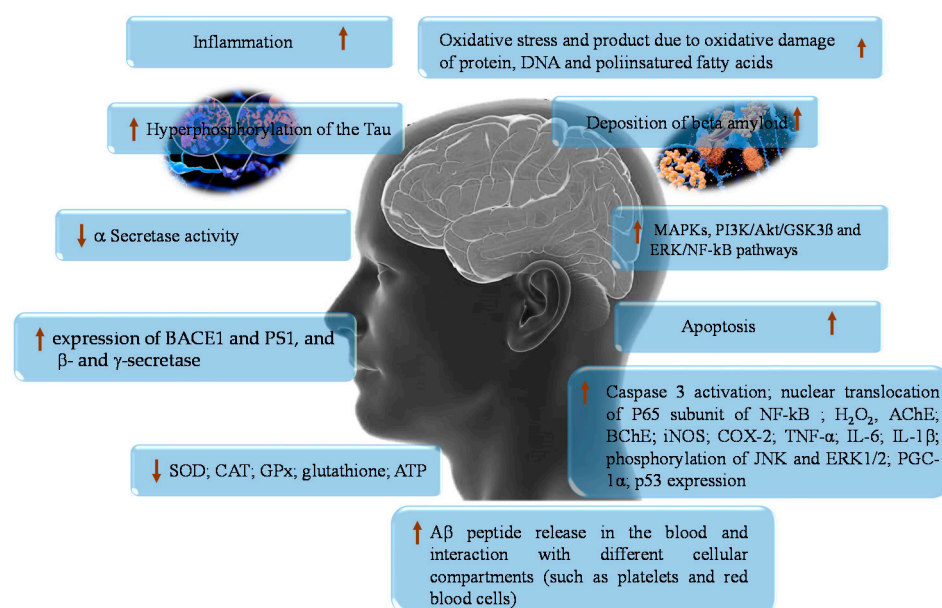 Inflammation ↑
Oxidative stress and product due to oxidative damage
of protein, DNA and poliinsatured fatty acids ↑
↑ Hyperphosphorylation of the Tau
Deposition of beta amyloid ↑
↓ α Secretase activity
↑ MAPKs, PI3K/Akt/GSK3ß and
ERK/NF-kB pathways
↑ expression of BACE1 and PS1, and
β- and γ-secretase
Apoptosis ↑
↑ Caspase 3 activation; nuclear translocation
of P65 subunit of NF-kB ; H₂O₂, AChE;
BChE; iNOS; COX-2; TNF-α; IL-6; IL-1β;
phosphorylation of JNK and ERK1/2; PGC-
1α; p53 expression
↓ SOD; CAT; GPx; glutathione; ATP
↑ Aβ peptide release in the blood and
interaction with different cellular
compartments (such as platelets and red
blood cells)